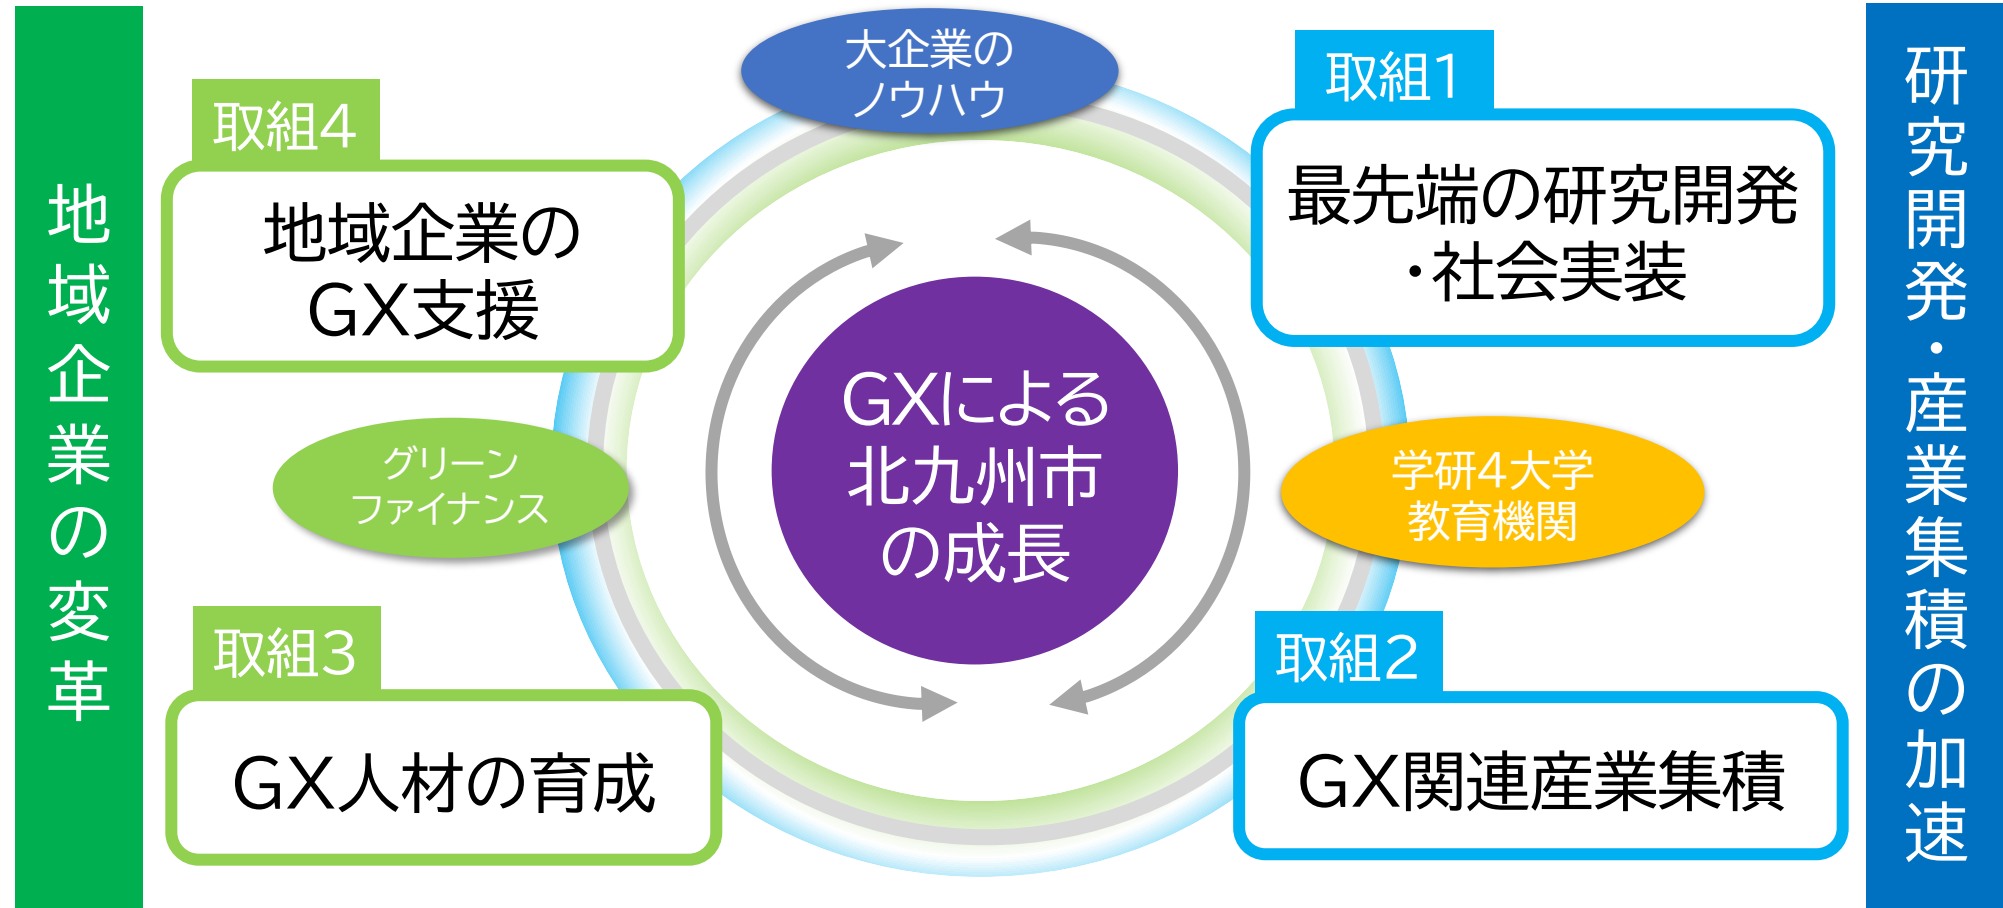 地域企業の変革
取組4
地域企業の
GX支援
大企業の
ノウハウ
取組1
最先端の研究開発
・社会実装
GXによる
北九州市
の成長
グリーン
ファイナンス
学研4大学
教育機関
取組3
GX人材の育成
取組2
GX関連産業集積
研究開発・産業集積の加速